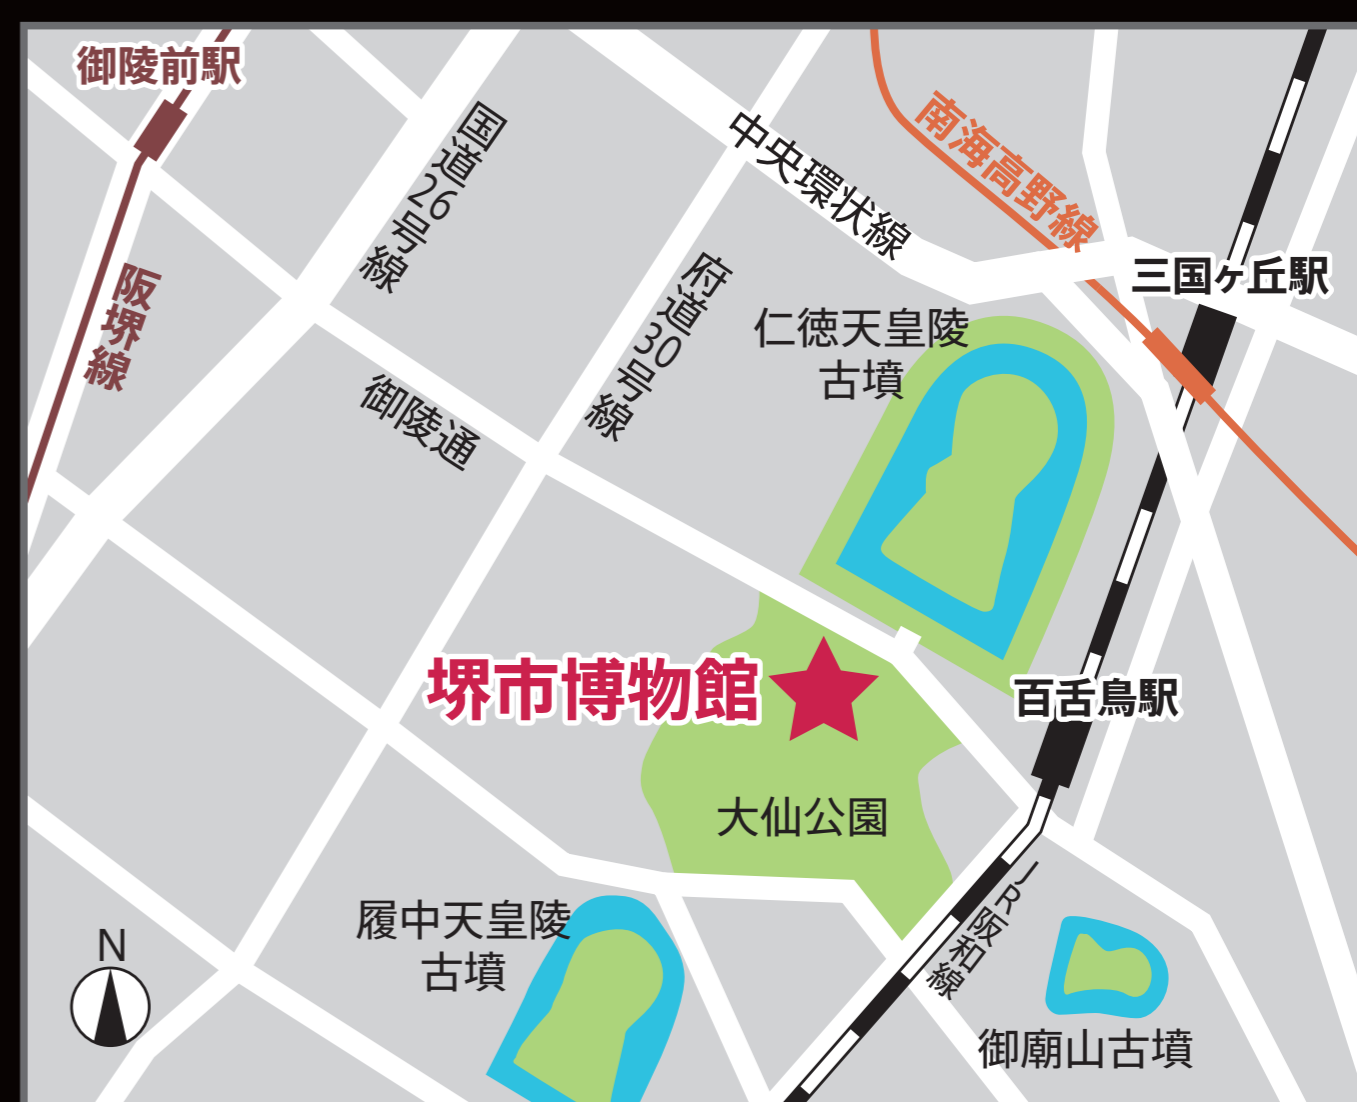 御陵前駅
国道26号線
中央環状線
南海高野線
三国ヶ丘駅
阪堺線
府道30号線
仁徳天皇陵
古墳
御陵通
堺市博物館
百舌鳥駅
大仙公園
JR阪和線
履中天皇陵
古墳
N
御廟山古墳